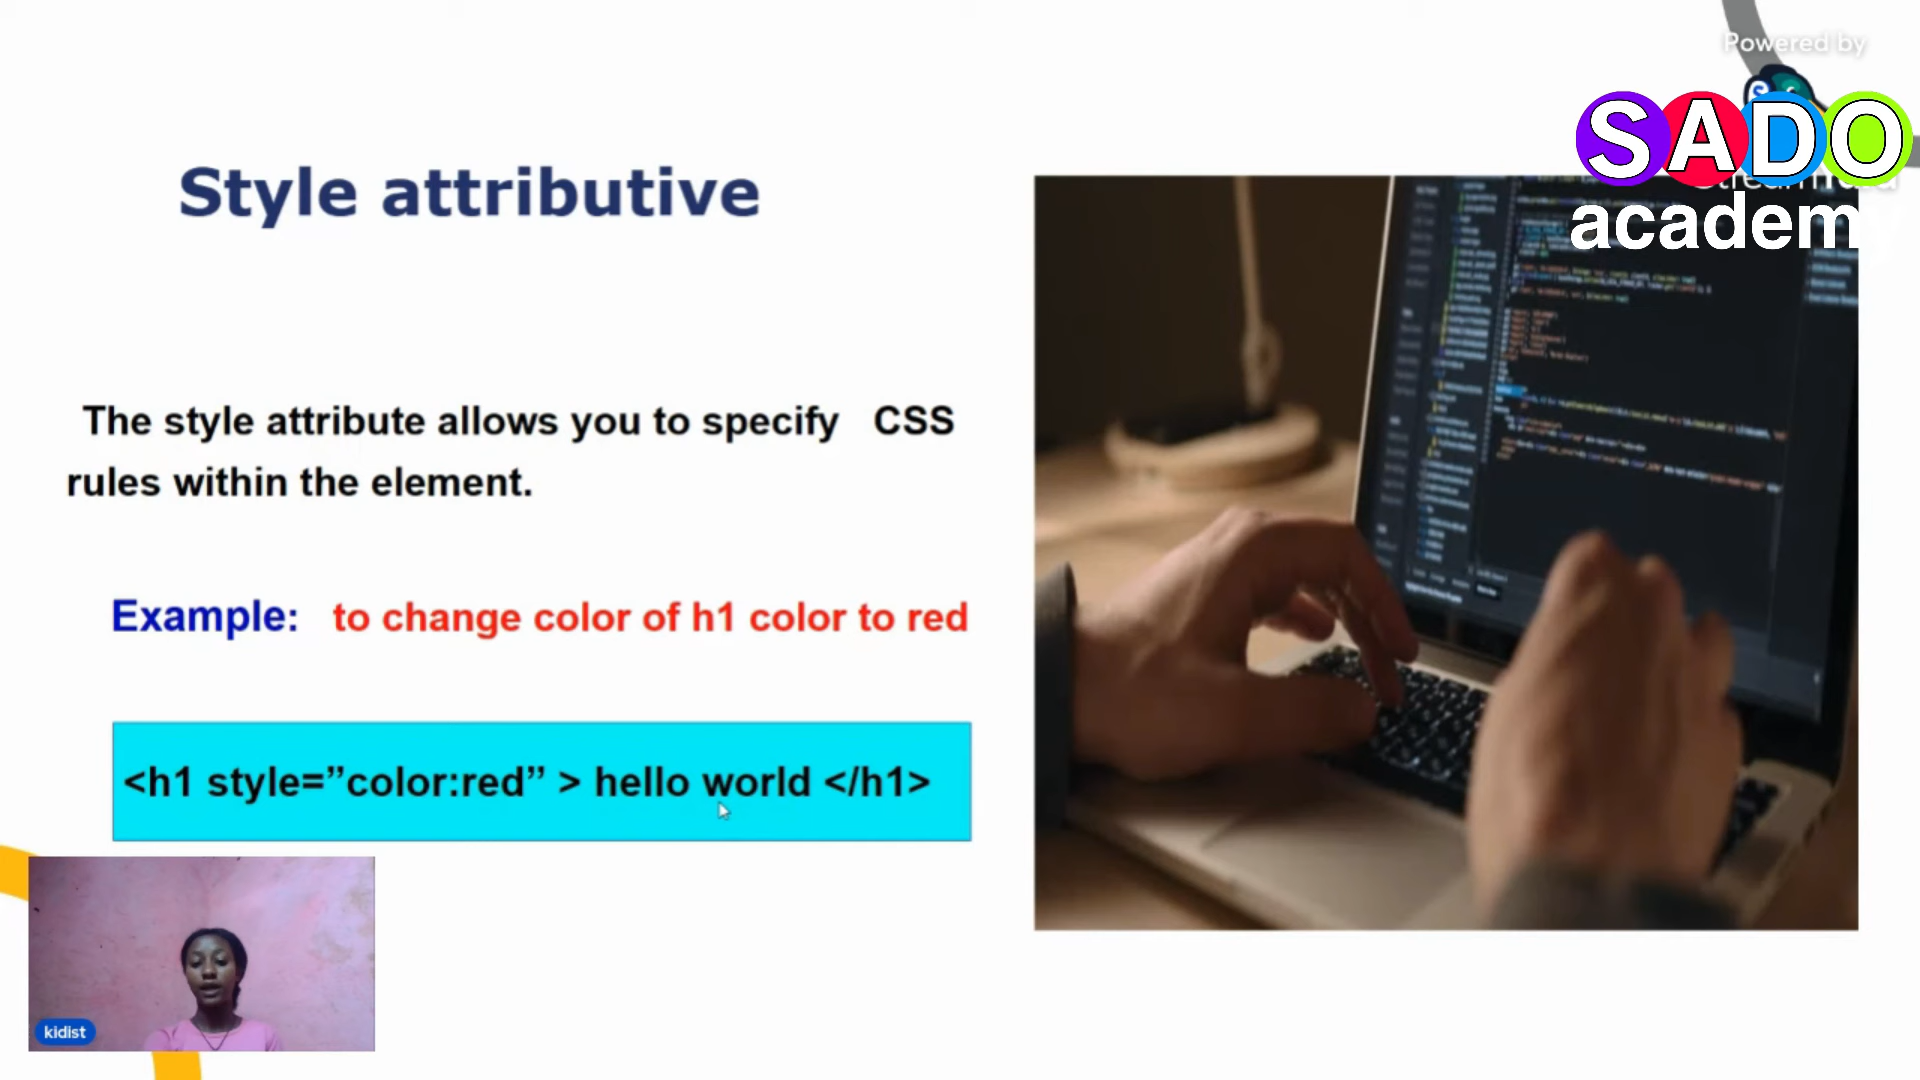 Powered by
SADO
academy
Style attributive
The style attribute allows you to specify CSS
rules within the element.
Example: to change color of h1 color to red
<h1 style=”color:red” > hello world </h1>
kidist